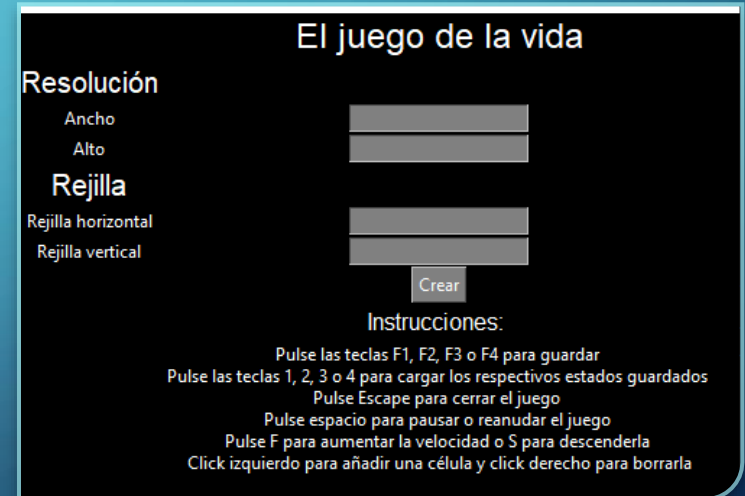 El juego de la vida
Resolución
Ancho
Alto
Rejilla
Rejilla horizontal
Rejilla vertical
Crear
Instrucciones:
Pulse las teclas F1, F2, F3 o F4 para guardar
Pulse las teclas 1, 2, 3 o 4 para cargar los respectivos estados guardados
Pulse Escape para cerrar el juego
Pulse espacio para pausar o reanudar el juego
Pulse F para aumentar la velocidad o S para descenderla
Click izquierdo para añadir una célula y click derecho para borrarla